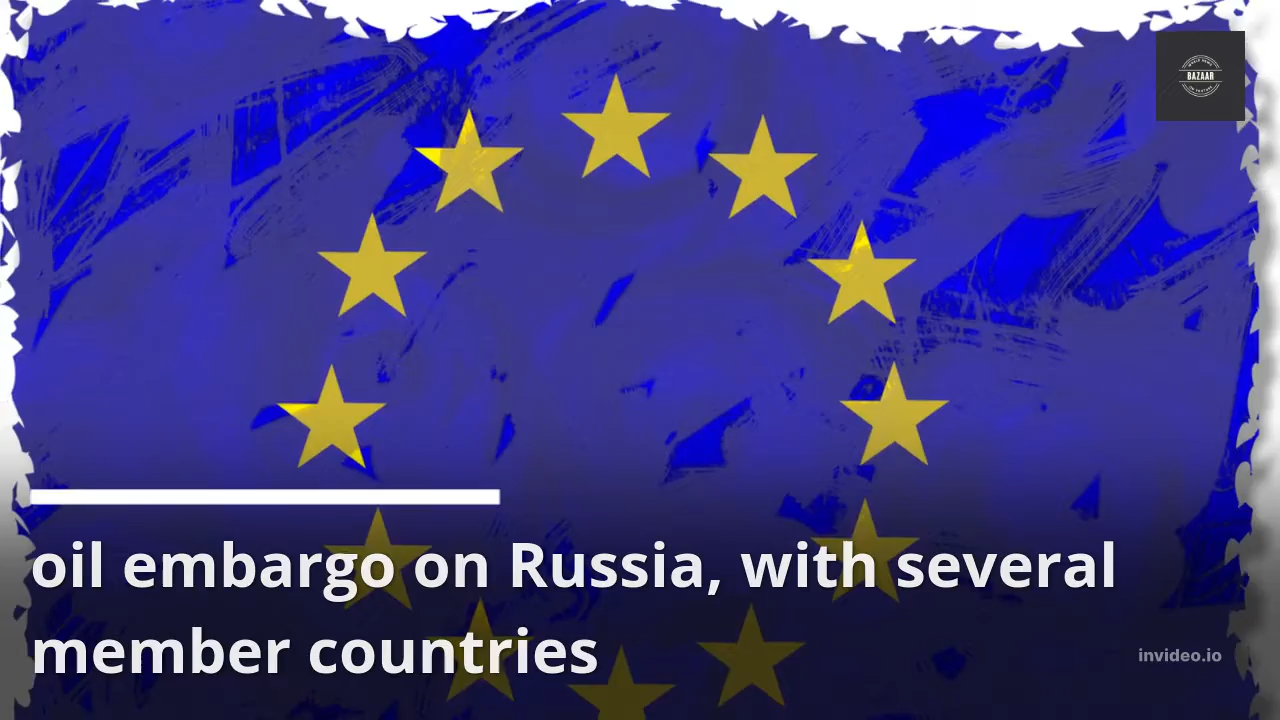 BAZAAR
oil embargo on Russia, with several
member countries
invideo.io